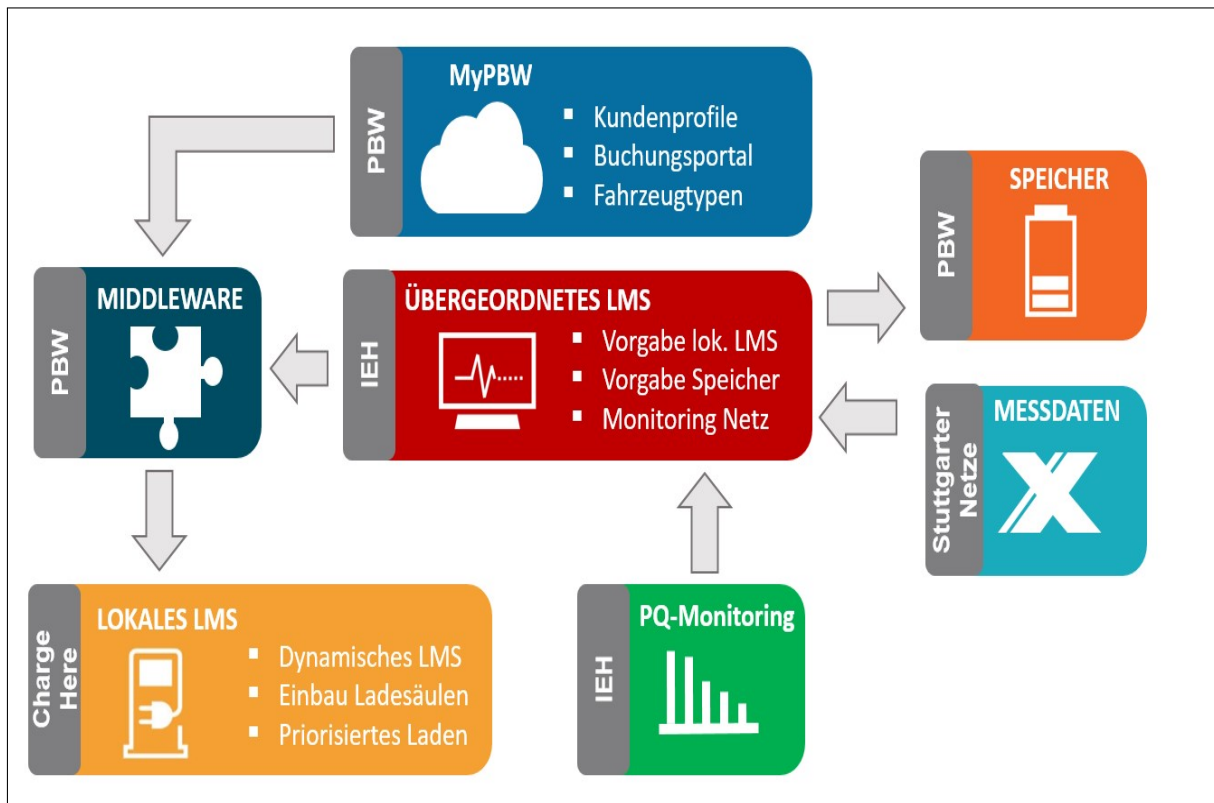 PBW
MyPBW
▪ Kundenprofile
▪ Buchungsportal
▪ Fahrzeugtypen
PBW
SPEICHER
PBW
MIDDLEWARE
IEH
ÜBERGEORDNETES LMS
▪ Vorgabe lok. LMS
▪ Vorgabe Speicher
▪ Monitoring Netz
Stuttgarter
Netze
MESSDATEN
Charge
Here
LOKALES LMS
▪ Dynamisches LMS
▪ Einbau Ladesäulen
▪ Priorisiertes Laden
IEH
PQ-Monitoring